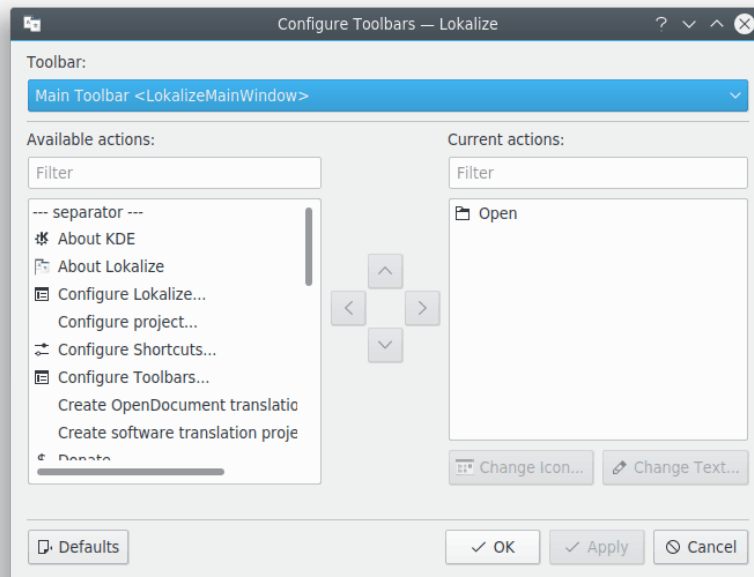 Configure Toolbars — Lokalize
Toolbar:
Main Toolbar <LokalizeMainWindow>
Available actions:
Filter
--- separator ---
About KDE
About Lokalize
Configure Lokalize...
Configure project...
Configure Shortcuts...
Configure Toolbars...
Create OpenDocument translatio
Create software translation proje
Donate
Current actions:
Filter
Open
Change Icon...
Change Text...
Defaults
OK
Apply
Cancel